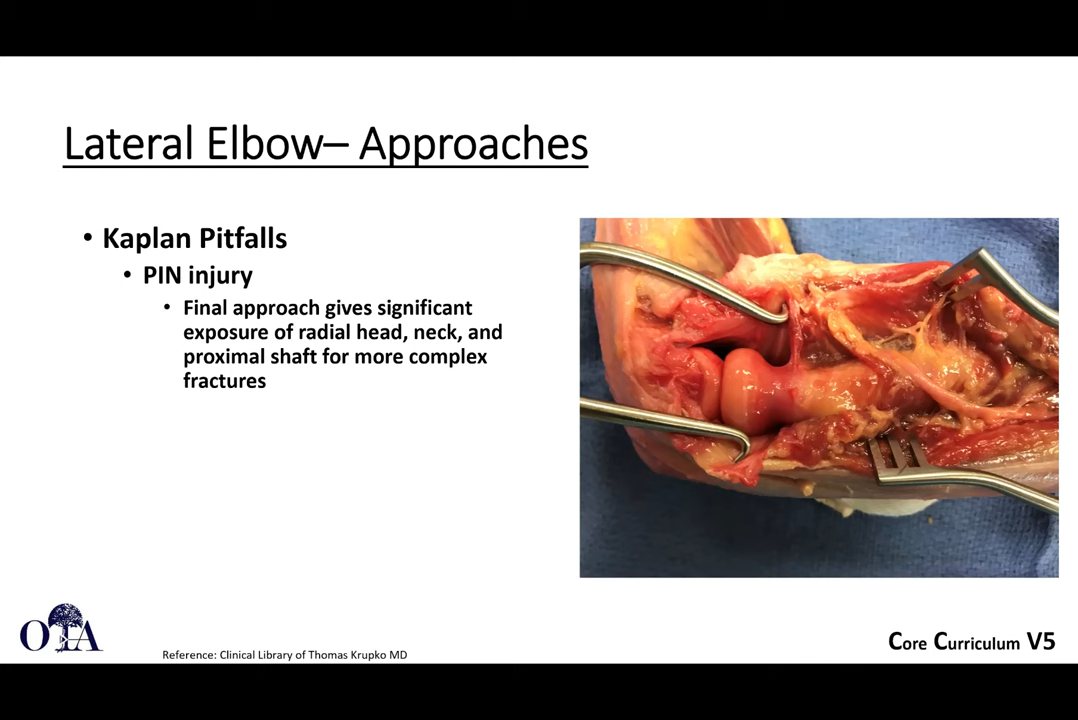 Lateral Elbow– Approaches
• Kaplan Pitfalls
• PIN injury
• Final approach gives significant
exposure of radial head, neck, and
proximal shaft for more complex
fractures
OTA
Reference: Clinical Library of Thomas Krupko MD
Core Curriculum V5